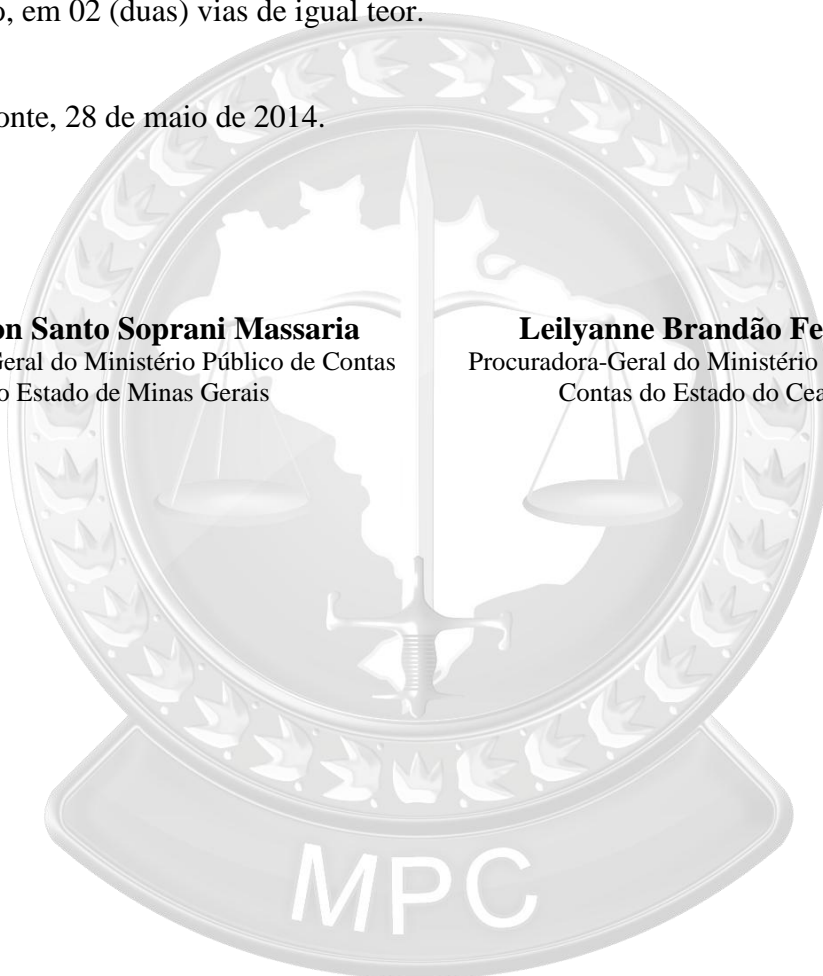 o, em 02 (duas) vias de igual teor.
onte, 28 de maio de 2014.
on Santo Soprani Massaria
Geral do Ministério Público de Contas
o Estado de Minas Gerais
Leilyanne Brandão Fe
Procuradora-Geral do Ministério
Contas do Estado do Cea
MPC